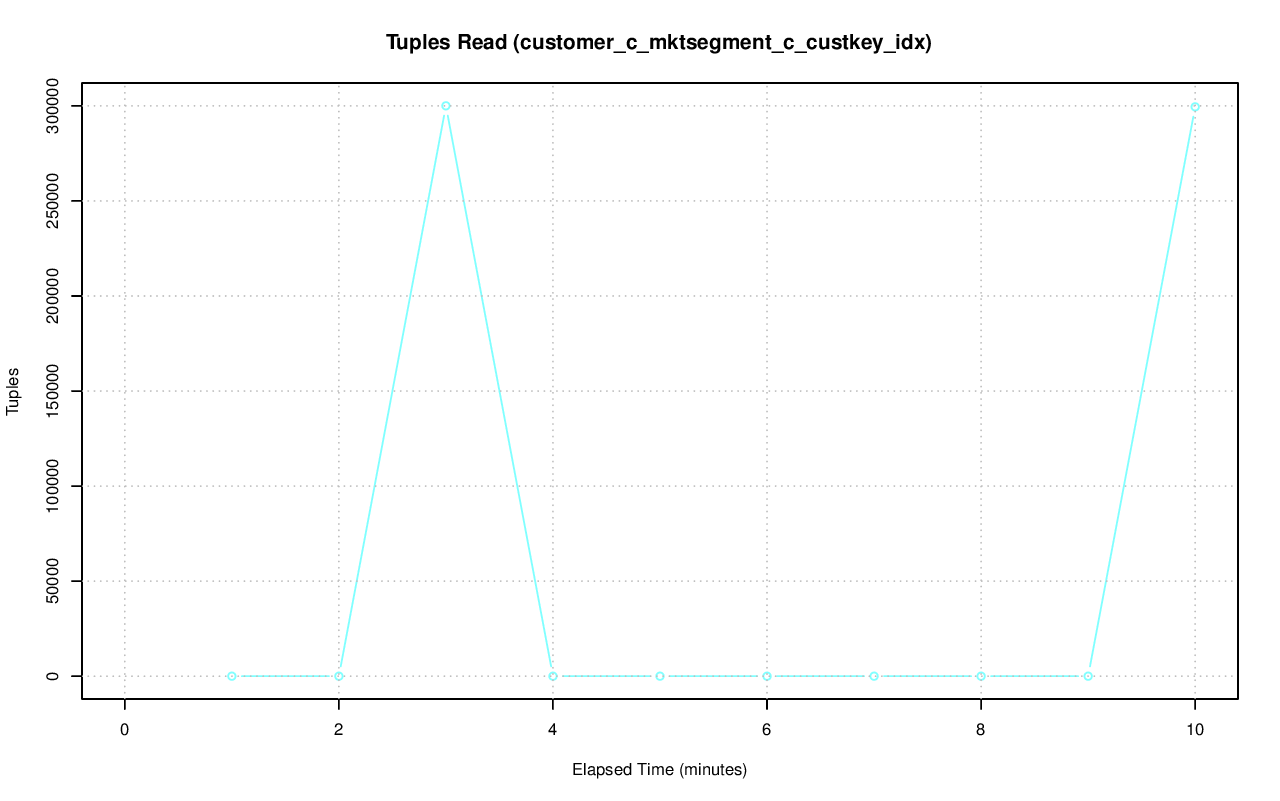 Tuples Read (customer_c_mktsegment_c_custkey_idx)
300000
250000
200000
150000
100000
50000
0
Tuples
0 2 4 6 8 10
Elapsed Time (minutes)